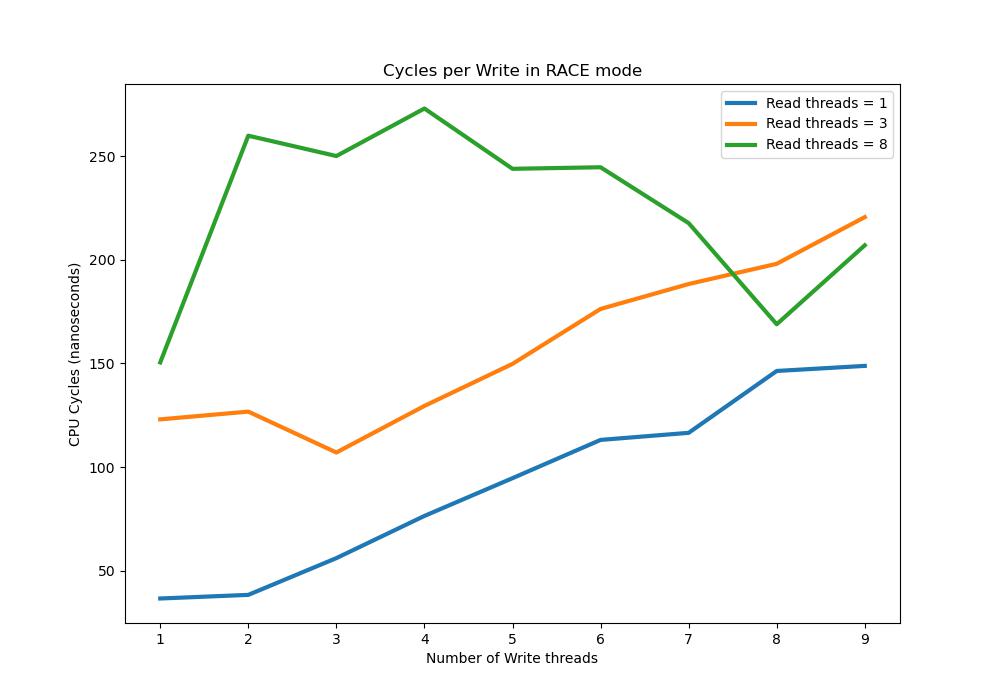 Cycles per Write in RACE mode
Read threads = 1
Read threads = 3
Read threads = 8
CPU Cycles (nanoseconds)
250
200
150
100
50
1 2 3 4 5 6 7 8 9
Number of Write threads